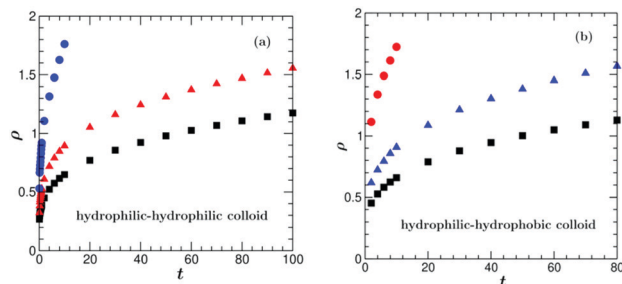 2
(a)
1.5
ρ
1
0.5
hydrophilic-hydrophilic colloid
0
0 20 40 60 80 100
t
2
(b)
1.5
ρ
1
0.5
hydrophilic-hydrophobic colloid
0
0 20 40 60 80
t